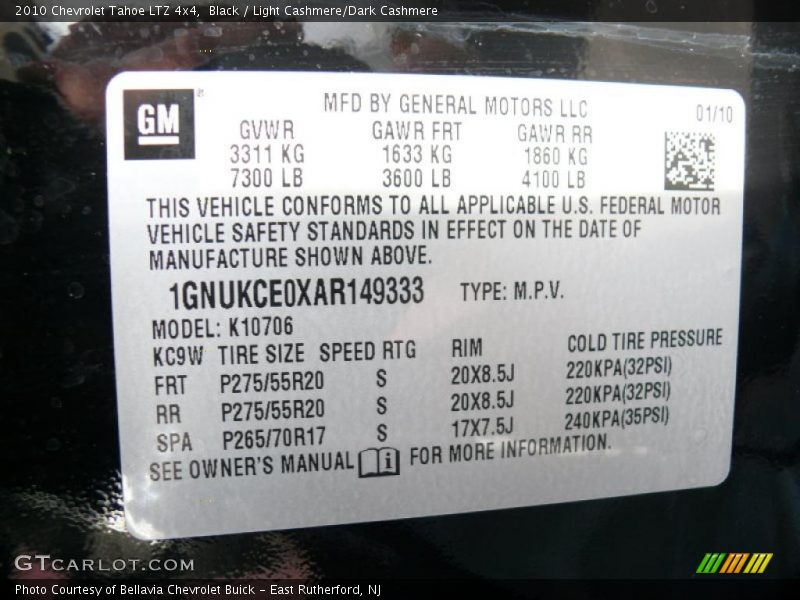 2010 Chevrolet Tahoe LTZ 4x4, Black / Light Cashmere/Dark Cashmere
GM®
MFD BY GENERAL MOTORS LLC 01/10
GVWR GAWR FRT GAWR RR
3311 KG 1633 KG 1860 KG
7300 LB 3600 LB 4100 LB
THIS VEHICLE CONFORMS TO ALL APPLICABLE U.S. FEDERAL MOTOR
VEHICLE SAFETY STANDARDS IN EFFECT ON THE DATE OF
MANUFACTURE SHOWN ABOVE.
1GNUKCE0XAR149333 TYPE: M.P.V.
MODEL: K10706
KC9W TIRE SIZE SPEED RTG RIM COLD TIRE PRESSURE
FRT P275/55R20 S 20X8.5J 220KPA(32PSI)
RR P275/55R20 S 20X8.5J 220KPA(32PSI)
SPA P265/70R17 S 17X7.5J 240KPA(35PSI)
SEE OWNER'S MANUAL i FOR MORE INFORMATION.
GTCARLOT.COM
Photo Courtesy of Bellavia Chevrolet Buick - East Rutherford, NJ